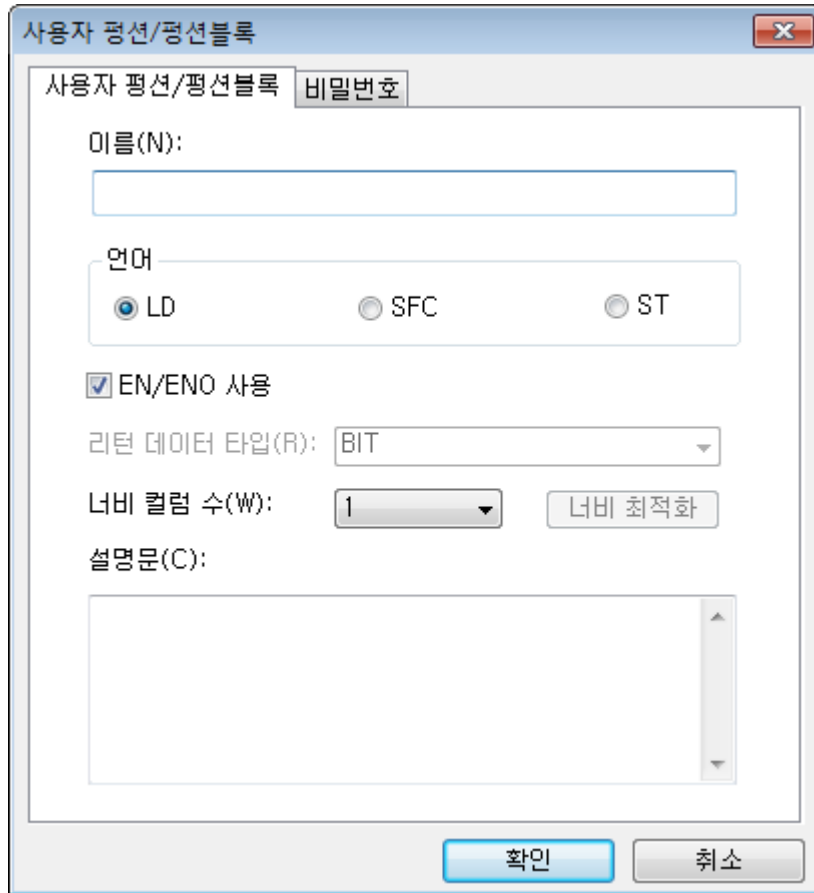 사용자 펑션/펑션블록
사용자 펑션/펑션블록 비밀번호
이름(N):
언어
LD SFC ST
EN/ENO 사용
리턴 데이터 타입(R): BIT
너비 컬럼 수(W): 1 너비 최적화
설명문(C):
확인 취소